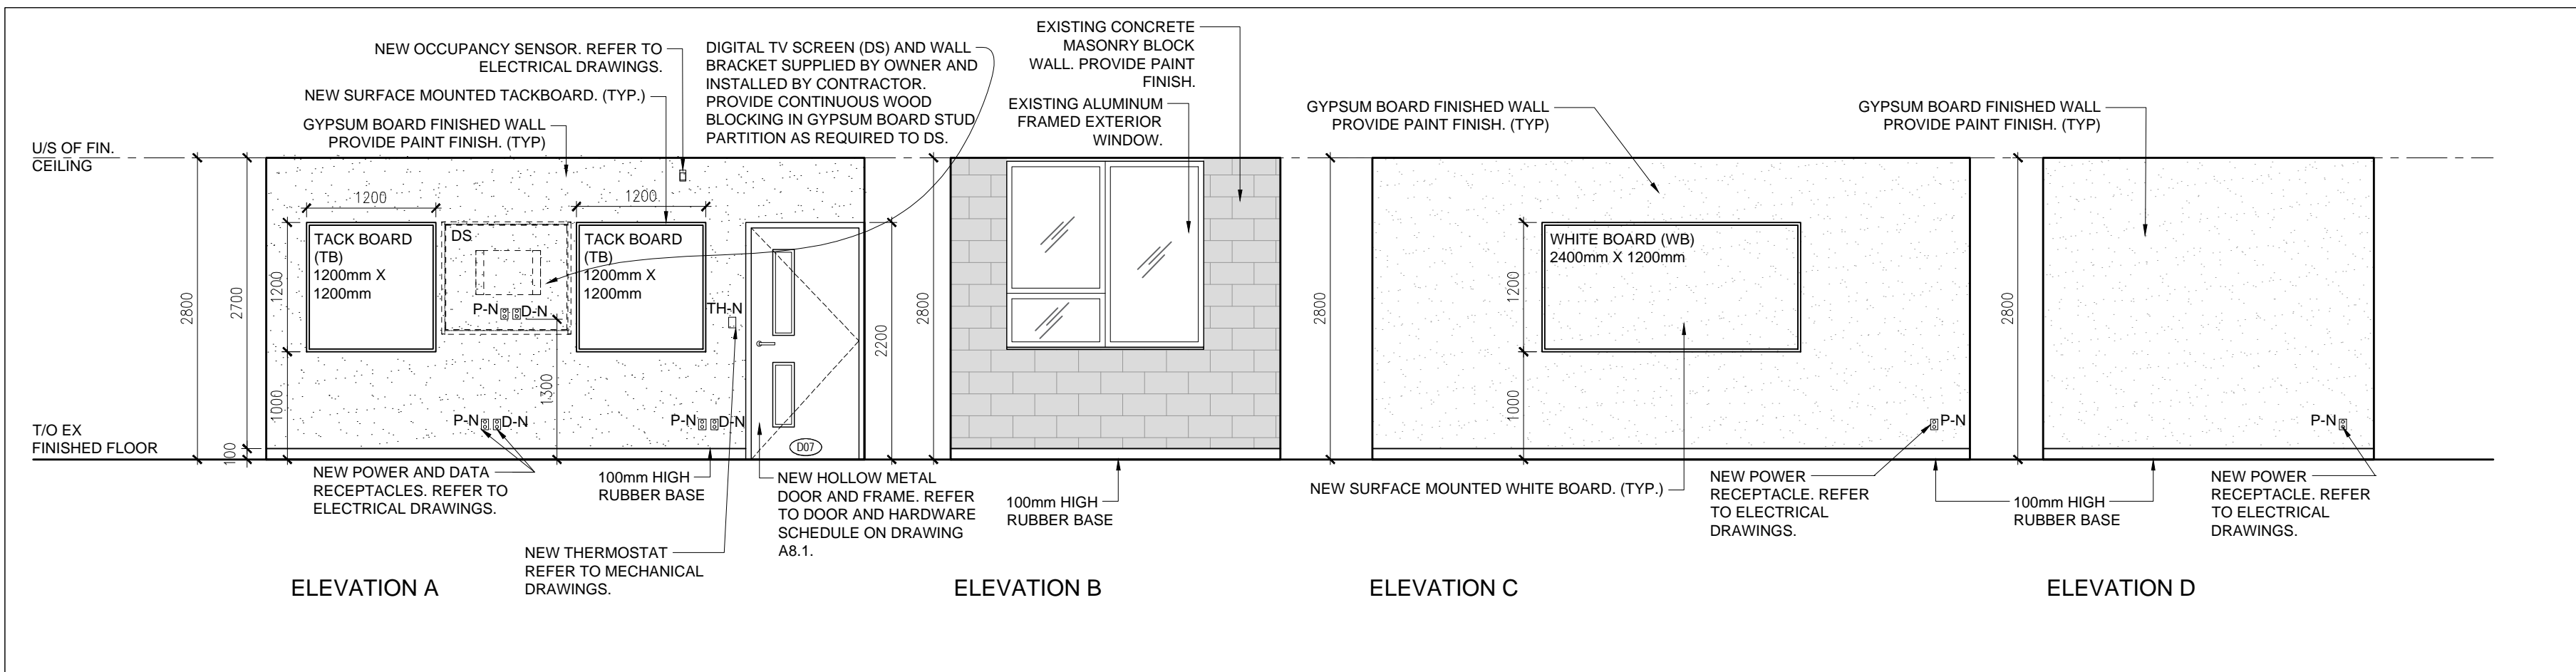 NEW OCCUPANCY SENSOR. REFER TO
ELECTRICAL DRAWINGS.
NEW SURFACE MOUNTED TACKBOARD. (TYP.)
GYPSUM BOARD FINISHED WALL
PROVIDE PAINT FINISH. (TYP)
DIGITAL TV SCREEN (DS) AND WALL
BRACKET SUPPLIED BY OWNER AND
INSTALLED BY CONTRACTOR.
PROVIDE CONTINUOUS WOOD
BLOCKING IN GYPSUM BOARD STUD
PARTITION AS REQUIRED TO DS.
EXISTING CONCRETE
MASONRY BLOCK
WALL. PROVIDE PAINT
FINISH.
EXISTING ALUMINUM
FRAMED EXTERIOR
WINDOW.
GYPSUM BOARD FINISHED WALL
PROVIDE PAINT FINISH. (TYP)
GYPSUM BOARD FINISHED WALL
PROVIDE PAINT FINISH. (TYP)
U/S OF FIN.
CEILING
T/O EX
FINISHED FLOOR
2800
2700
100
1200
1000
1200
1200
TACK BOARD
(TB)
1200mm X
1200mm
DS
P-N
D-N
1300
TACK BOARD
(TB)
1200mm X
1200mm
TH-N
P-N
D-N
P-N
D-N
D07
2200
2800
2800
1200
1000
WHITE BOARD (WB)
2400mm X 1200mm
P-N
2800
P-N
NEW POWER AND DATA
RECEPTACLES. REFER TO
ELECTRICAL DRAWINGS.
100mm HIGH
RUBBER BASE
NEW THERMOSTAT
REFER TO MECHANICAL
DRAWINGS.
NEW HOLLOW METAL
DOOR AND FRAME. REFER
TO DOOR AND HARDWARE
SCHEDULE ON DRAWING
A8.1.
100mm HIGH
RUBBER BASE
NEW SURFACE MOUNTED WHITE BOARD. (TYP.)
NEW POWER
RECEPTACLE. REFER
TO ELECTRICAL
DRAWINGS.
100mm HIGH
RUBBER BASE
NEW POWER
RECEPTACLE. REFER
TO ELECTRICAL
DRAWINGS.
ELEVATION A
ELEVATION B
ELEVATION C
ELEVATION D